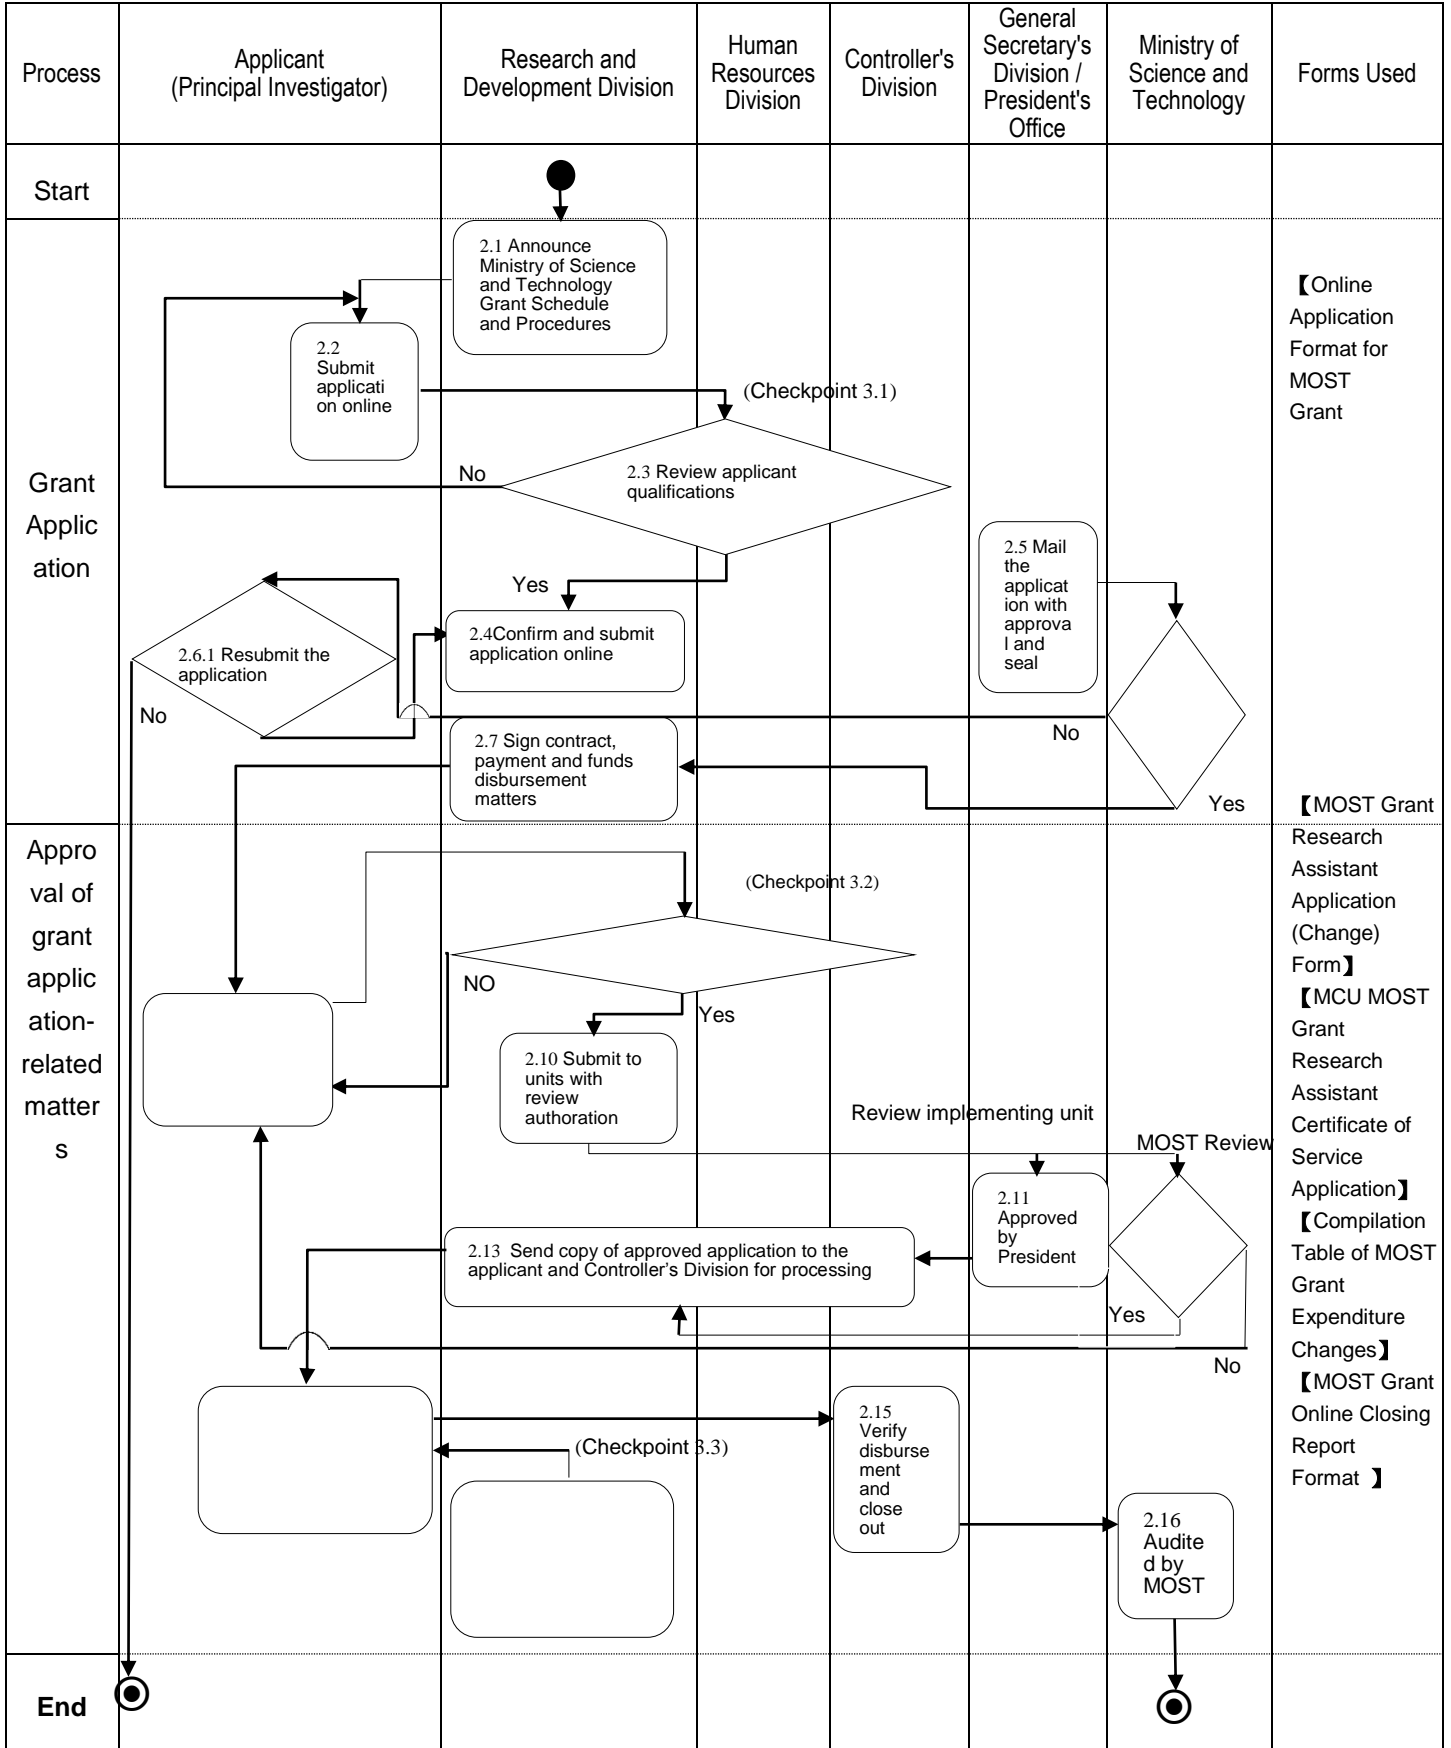 Process
Applicant
(Principal Investigator)
Research and
Development Division
Human
Resources
Division
Controller's
Division
General
Secretary's
Division /
President's
Office
Ministry of
Science and
Technology
Forms Used
Start
2.1 Announce
Ministry of Science
and Technology
Grant Schedule
and Procedures
2.2
Submit
applicati
on online
(Checkpoint 3.1)
No
2.3 Review applicant
qualifications
Yes
Grant
Applic
ation
2.5 Mail
the
applicat
ion with
approva
l and
seal
2.4Confirm and submit
application online
2.6.1 Resubmit the
application
No
No
2.7 Sign contract,
payment and funds
disbursement
matters
Yes
【Online
Application
Format for
MOST
Grant
【MOST Grant
Research
Assistant
Application
(Change)
Form】
【MCU MOST
Grant
Research
Assistant
Certificate of
Service
Application】
【Compilation
Table of MOST
Grant
Expenditure
Changes】
【MOST Grant
Online Closing
Report
Format 】
Appro
val of
grant
applic
ation-
related
matter
s
(Checkpoint 3.2)
NO
Yes
2.10 Submit to
units with
review
authoration
Review implementing unit
MOST Review
2.11
Approved
by
President
2.13 Send copy of approved application to the
applicant and Controller's Division for processing
Yes
No
(Checkpoint 3.3)
2.15
Verify
disburse
ment
and
close
out
2.16
Audite
d by
MOST
End